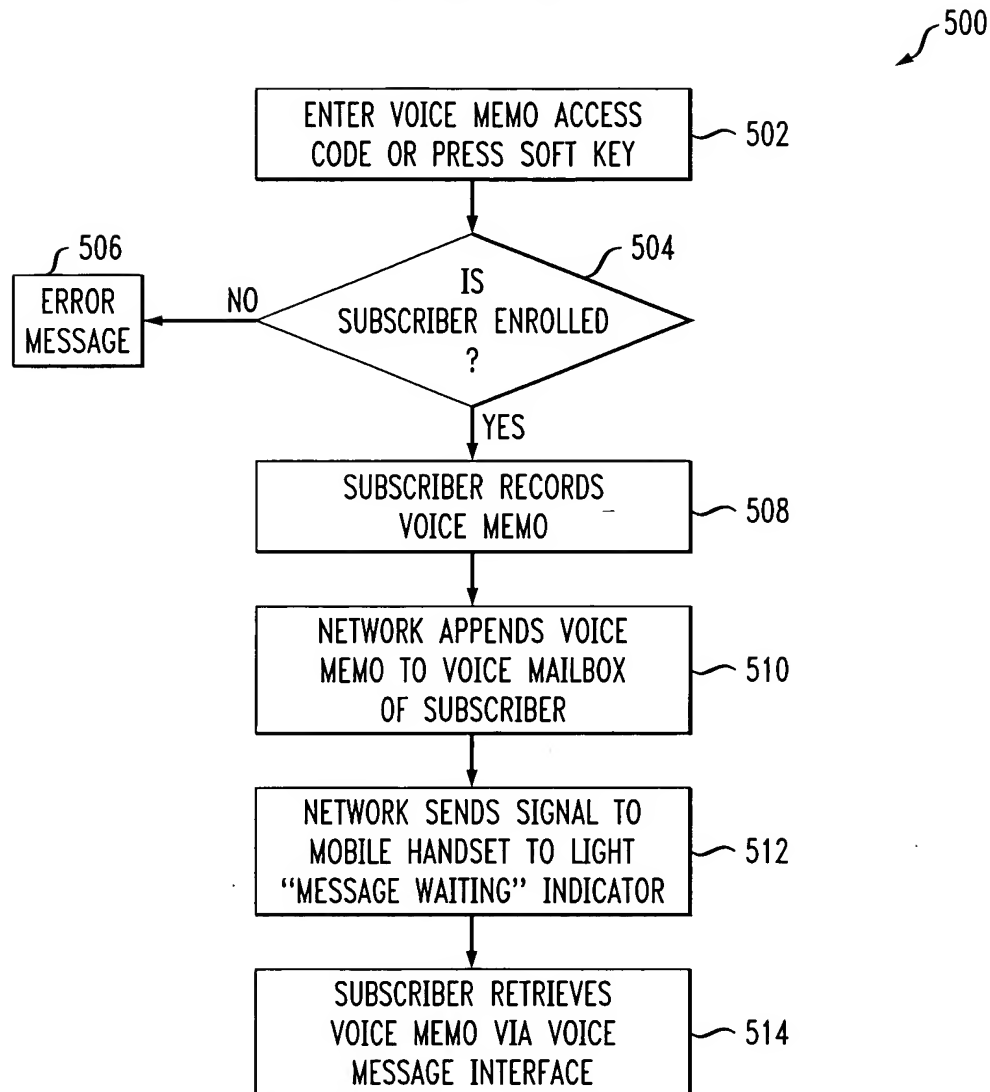 500
ENTER VOICE MEMO ACCESS
CODE OR PRESS SOFT KEY
502
506
504
ERROR
MESSAGE
NO
IS
SUBSCRIBER ENROLLED
?
YES
SUBSCRIBER RECORDS
VOICE MEMO
508
NETWORK APPENDS VOICE
MEMO TO VOICE MAILBOX
OF SUBSCRIBER
510
NETWORK SENDS SIGNAL TO
MOBILE HANDSET TO LIGHT
“MESSAGE WAITING” INDICATOR
512
SUBSCRIBER RETRIEVES
VOICE MEMO VIA VOICE
MESSAGE INTERFACE
514